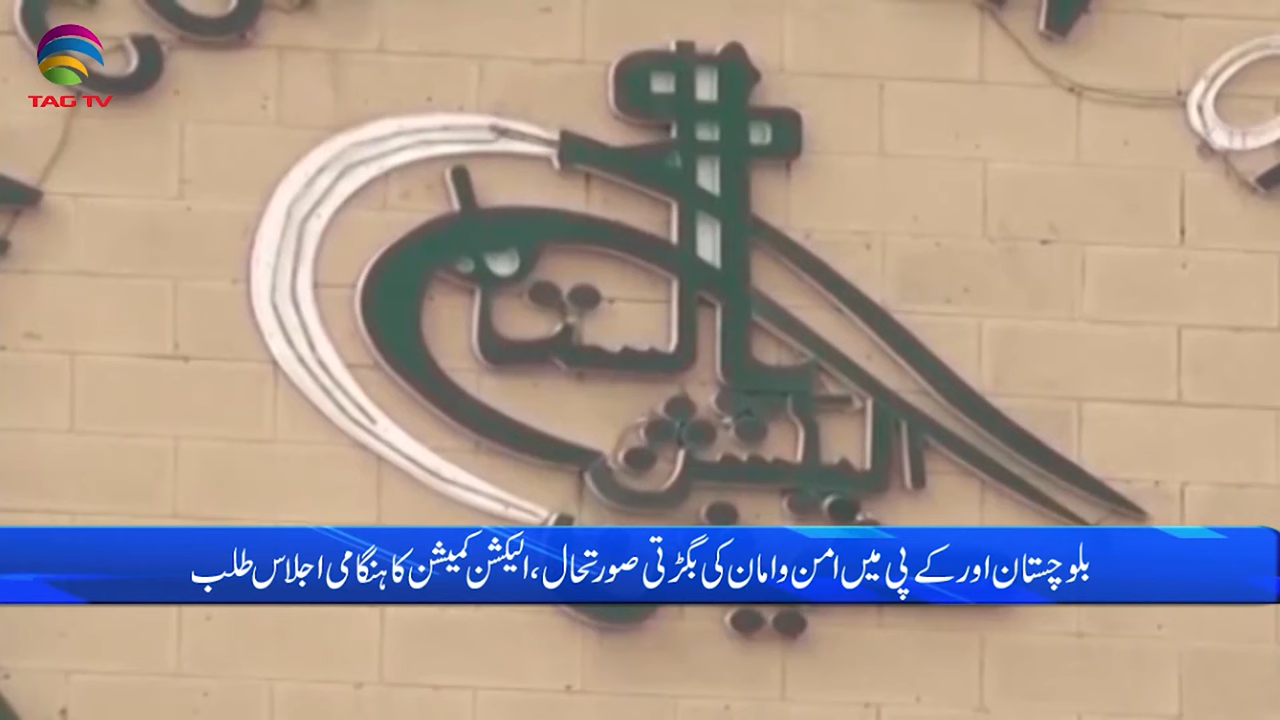 TAG TV
الیکشن
پاکستان
بلوچستان اور کے پی میں امن وامان کی بگڑتی صورتحال، الیکشن کمیشن کا ہنگامی اجلاس طلب